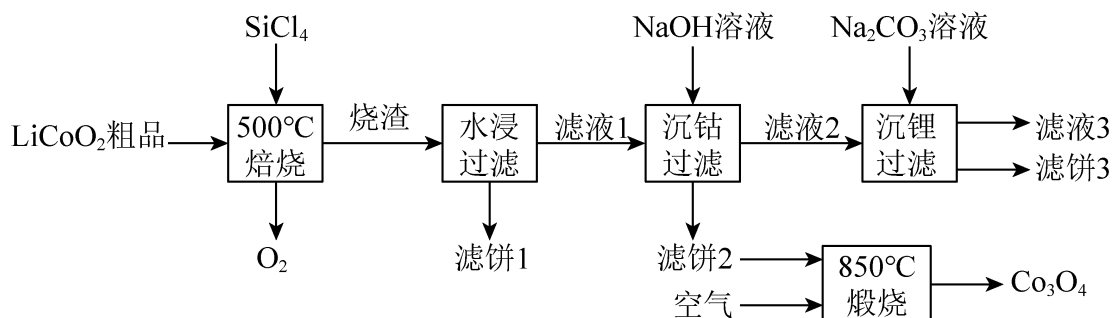 SiCl₄
NaOH溶液
Na₂CO₃溶液
LiCoO₂粗品
500℃
焙烧
烧渣
水浸
过滤
滤液1
沉钴
过滤
滤液2
沉锂
过滤
滤液3
滤饼3
O₂
滤饼1
滤饼2
空气
850℃
煅烧
Co₃O₄